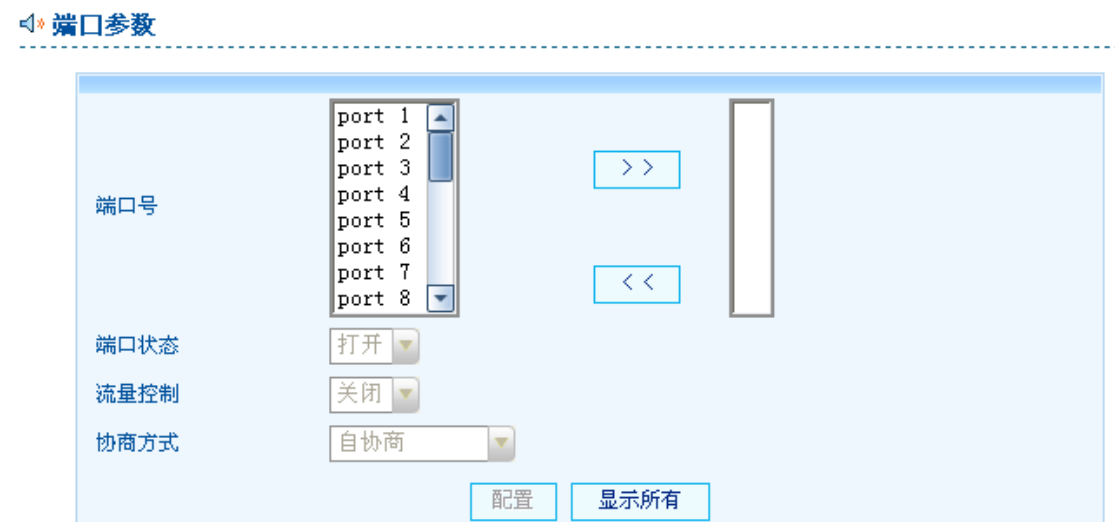 端口参数
端口号
port 1
port 2
port 3
port 4
port 5
port 6
port 7
port 8
>>
<<
端口状态 打开
流量控制 关闭
协商方式 自协商
配置 显示所有